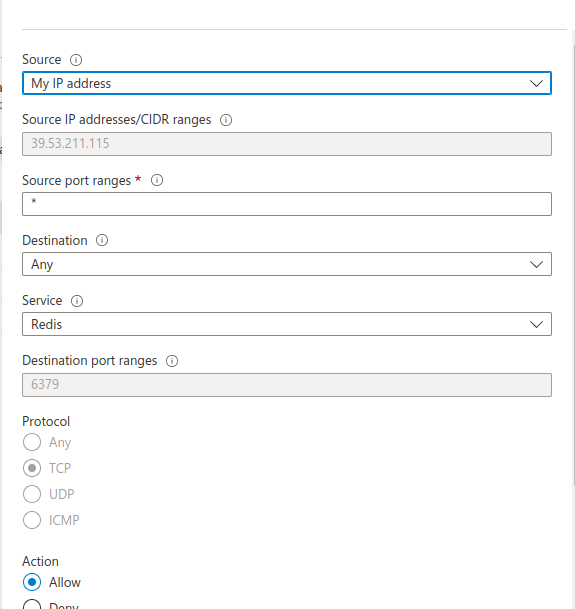 Source
My IP address
Source IP addresses/CIDR ranges
39.53.211.115
Source port ranges *
*
Destination
Any
Service
Redis
Destination port ranges
6379
Protocol
Any
TCP
UDP
ICMP
Action
Allow
Deny